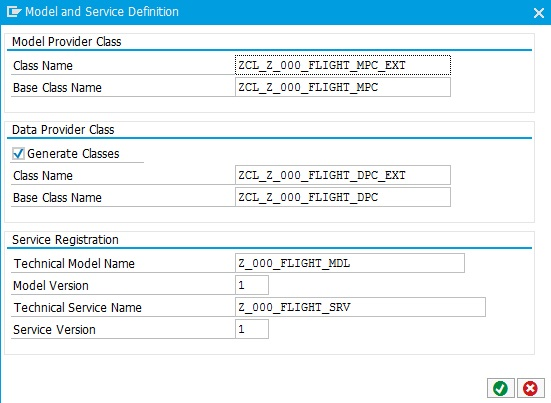 Model and Service Definition
Model Provider Class
Class Name ZCL_Z_000_FLIGHT_MPC_EXT
Base Class Name ZCL_Z_000_FLIGHT_MPC
Data Provider Class
Generate Classes
Class Name ZCL_Z_000_FLIGHT_DPC_EXT
Base Class Name ZCL_Z_000_FLIGHT_DPC
Service Registration
Technical Model Name Z_000_FLIGHT_MDL
Model Version 1
Technical Service Name Z_000_FLIGHT_SRV
Service Version 1